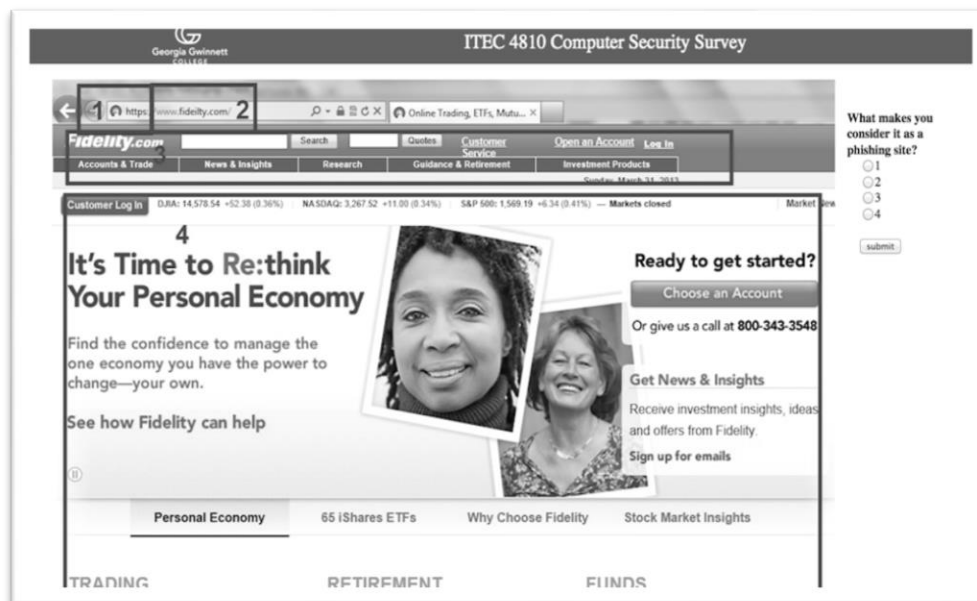 Georgia Gwinnett
COLLEGE
ITEC 4810 Computer Security Survey
1 https://www.fideilty.com/ 2
Online Trading, ETFs, Mutu... X
Fidelity.com Search Quotes Customer Service Open an Account Log In
3
Accounts & Trade News & Insights Research Guidance & Retirement Investment Products
Sunday, March 31, 2013
Customer Log In DJIA: 14,578.54 +52.38 (0.36%) NASDAQ: 3,267.52 +11.00 (0.34%) S&P 500: 1,569.19 +6.34 (0.41%) — Markets closed Market New
4
It's Time to Re:think
Your Personal Economy
Find the confidence to manage the
one economy you have the power to
change—your own.
See how Fidelity can help
Ready to get started?
Choose an Account
Or give us a call at 800-343-3548
Get News & Insights
Receive investment insights, ideas
and offers from Fidelity.
Sign up for emails
Personal Economy 65 iShares ETFs Why Choose Fidelity Stock Market Insights
TRADING RETIREMENT FUNDS
What makes you
consider it as a
phishing site?
1
2
3
4
submit